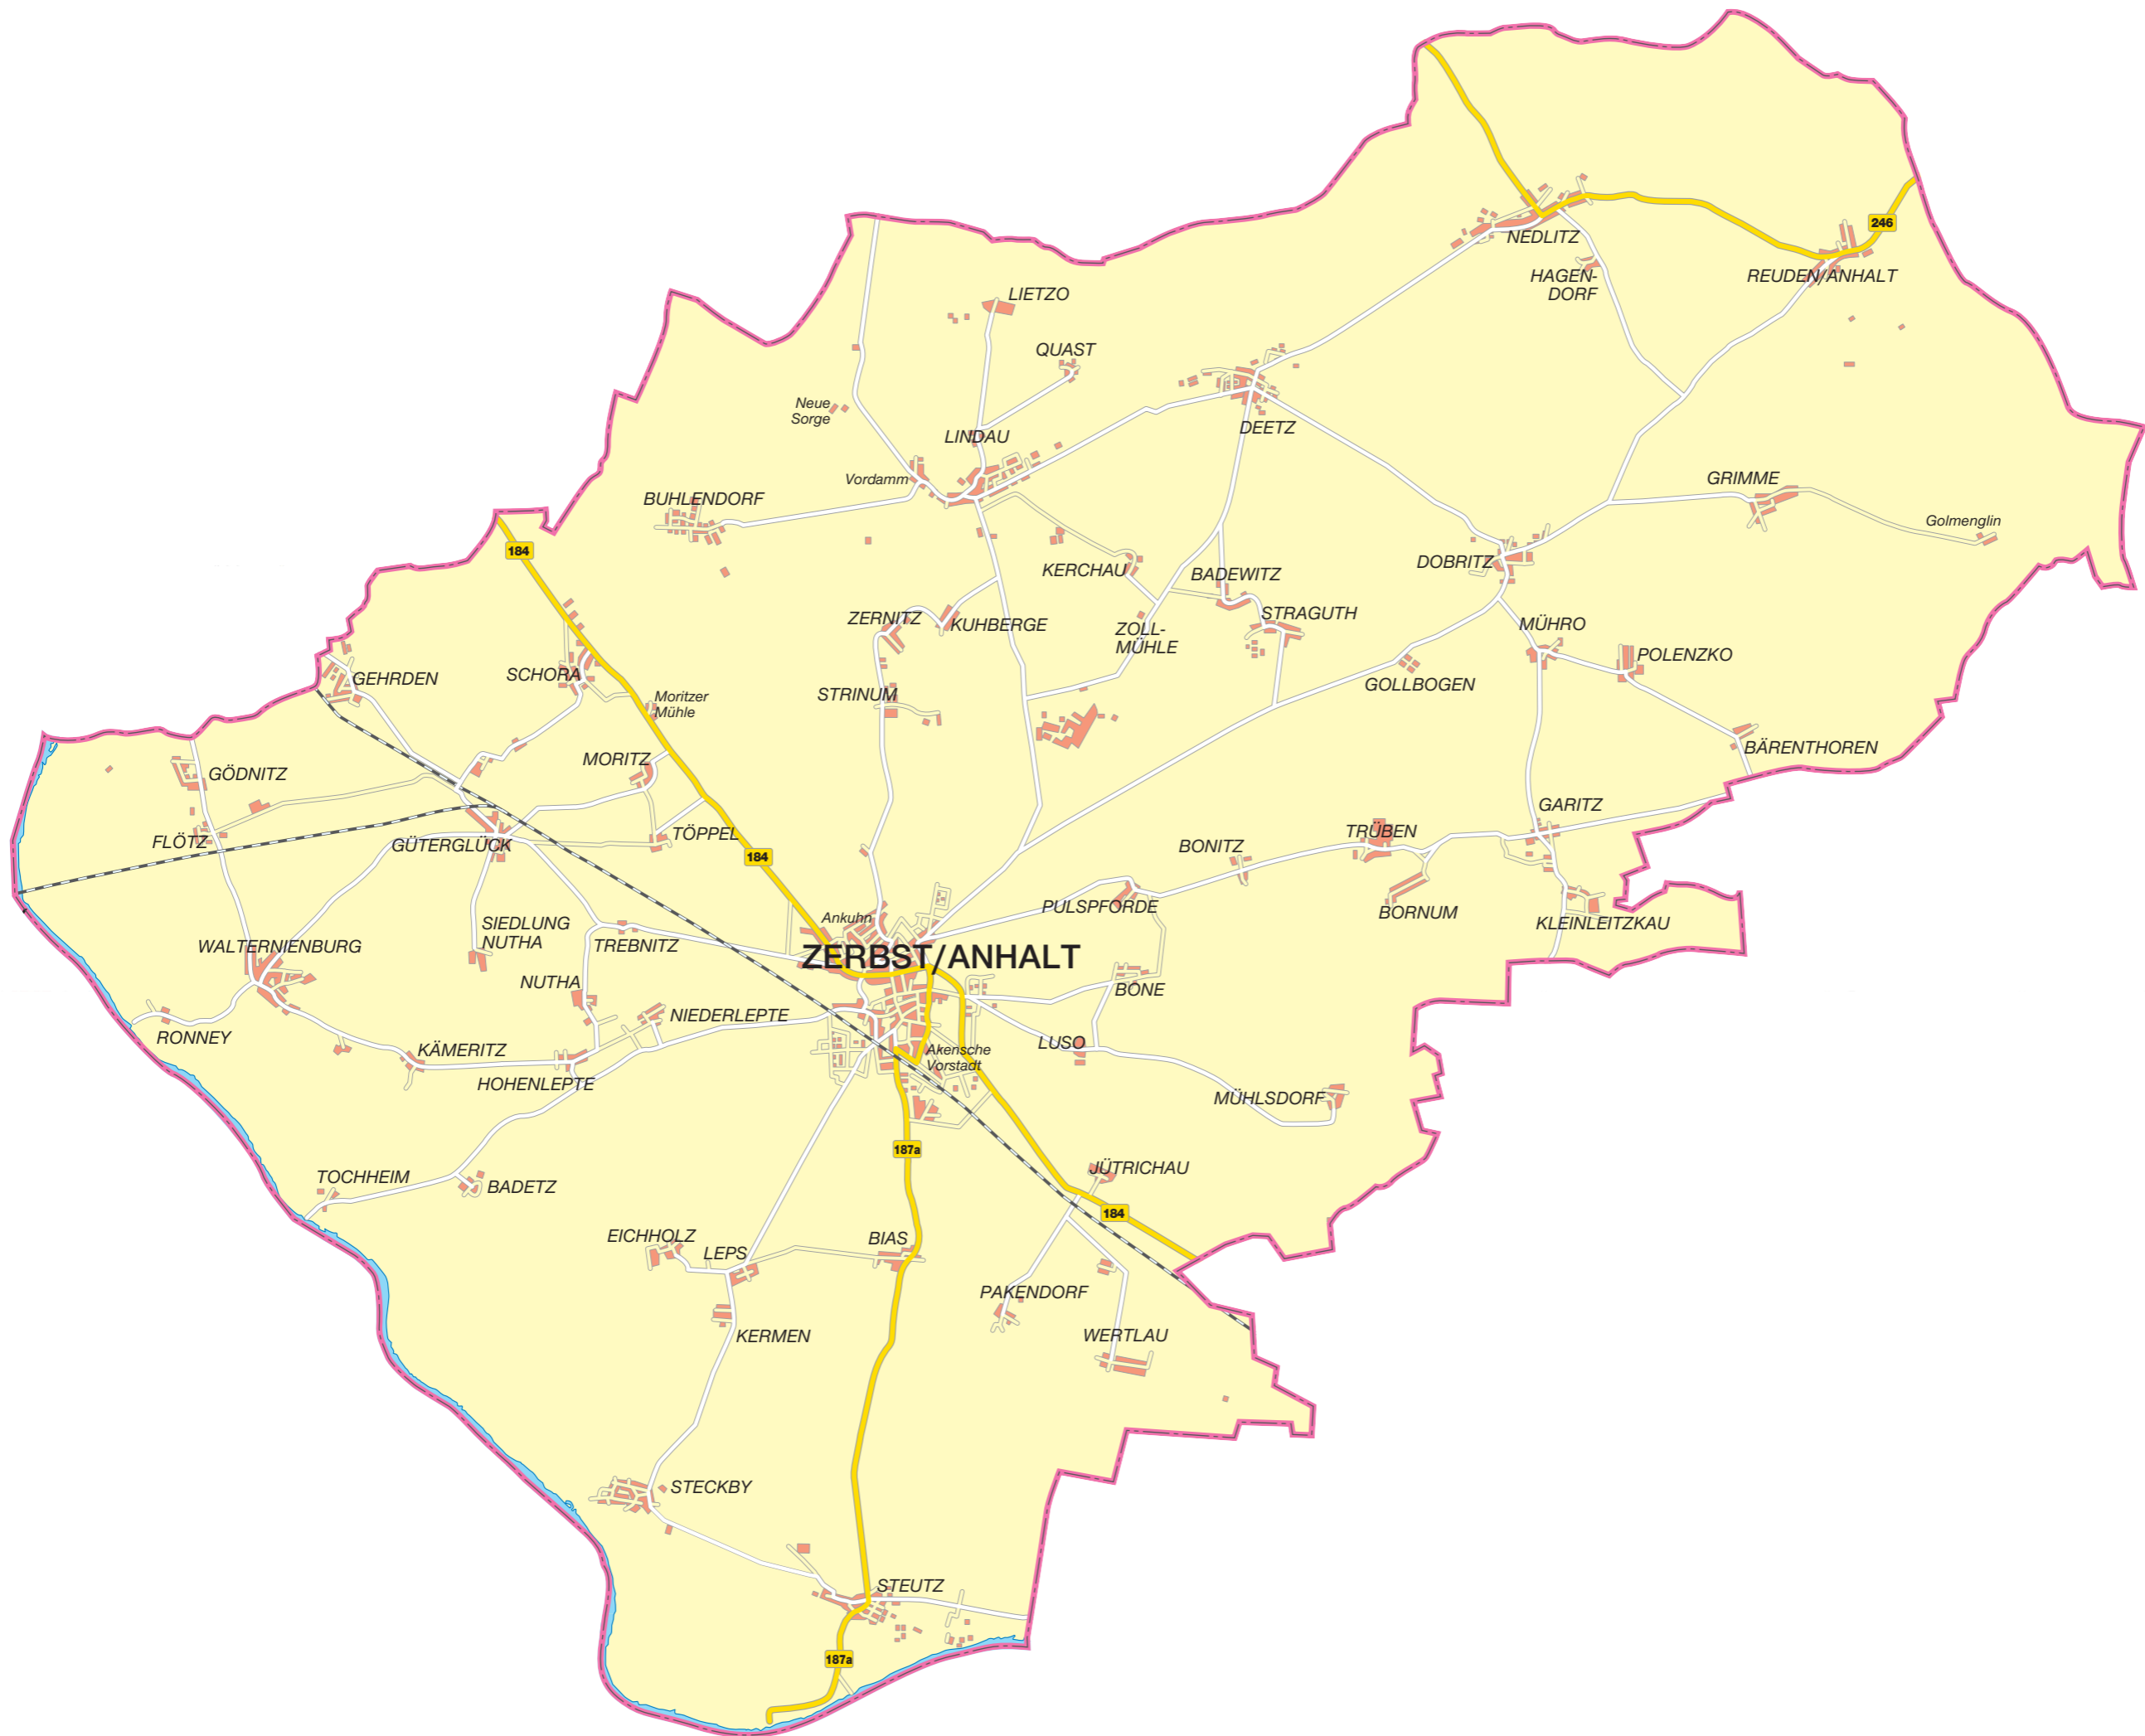 246
NEDLITZ
HAGEN-
DORF
REUDEN/ANHALT
LIETZO
QUAST
Neue
Sorge
LINDAU
DEETZ
Vordamm
GRIMME
BUHLENDORF
Golmenglin
184
DOBRITZ
KERCHAU
BADEWITZ
ZERNITZ
KUHBERGE
STRAGUTH
ZOLL-
MÜHLE
MÜHRO
POLENZKO
GEHRDEN
SCHORA
Moritzer
Mühle
STRINUM
GOLLBOGEN
BÄRENTHOREN
MORITZ
GÖDNITZ
GARITZ
FLÖTZ
GÜTERGLÜCK
TÖPPEL
184
BONITZ
TRÜBEN
PULSPFORDE
BORNUM
KLEINLEITZKAU
Ankuhn
SIEDLUNG
NUTHA
TREBNITZ
WALTERNIENBURG
ZERBST/ANHALT
NUTHA
BONE
NIEDERLEPTE
RONNEY
KÄMERITZ
LUSO
Akensche
Vorstadt
HOHENLEPTE
MÜHLSDORF
187a
JÜTRICHAU
TOCHHEIM
BADETZ
184
EICHHOLZ
LEPS
BIAS
PAKENDORF
KERMEN
WERTLAU
STECKBY
STEUTZ
187a